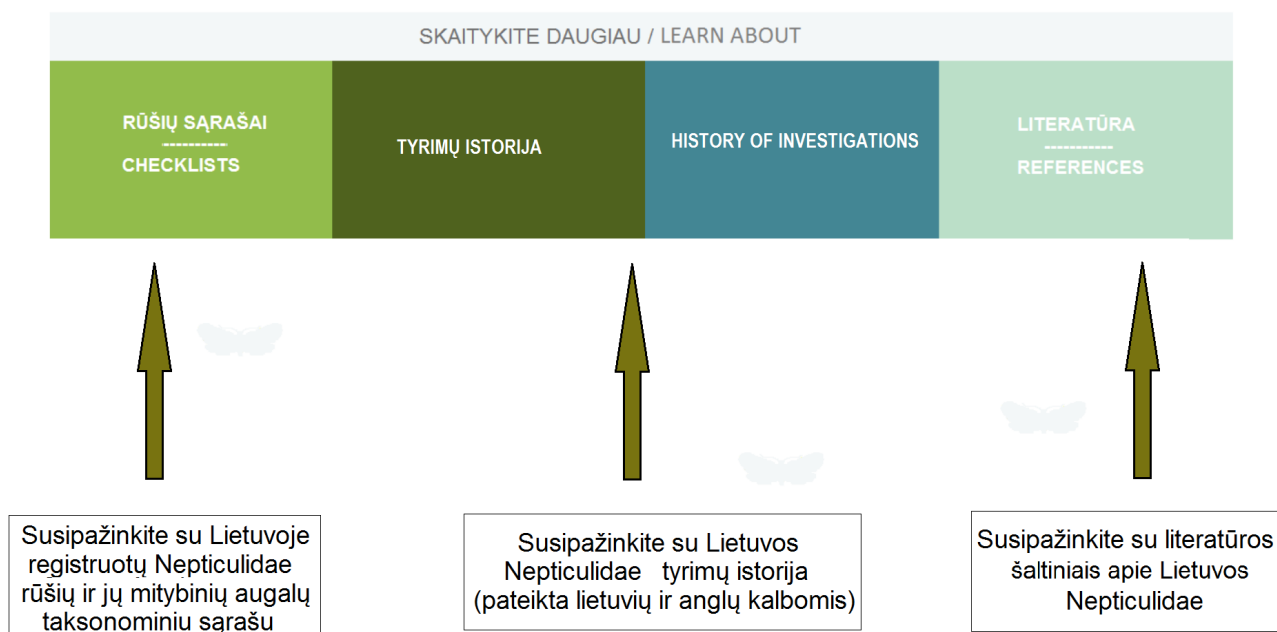 SKAITYKITE DAUGIAU / LEARN ABOUT
RŪŠIŲ SĄRAŠAI
----------
CHECKLISTS
TYRIMŲ ISTORIJA
HISTORY OF INVESTIGATIONS
LITERATŪRA
-----------
REFERENCES
Susipažinkite su Lietuvoje
registruotų Nepticulidae
rūšių ir jų mitybinių augalų
taksonominiu sąrašu
Susipažinkite su Lietuvos
Nepticulidae tyrimų istorija
(pateikta lietuvių ir anglų kalbomis)
Susipažinkite su literatūros
šaltiniais apie Lietuvos
Nepticulidae